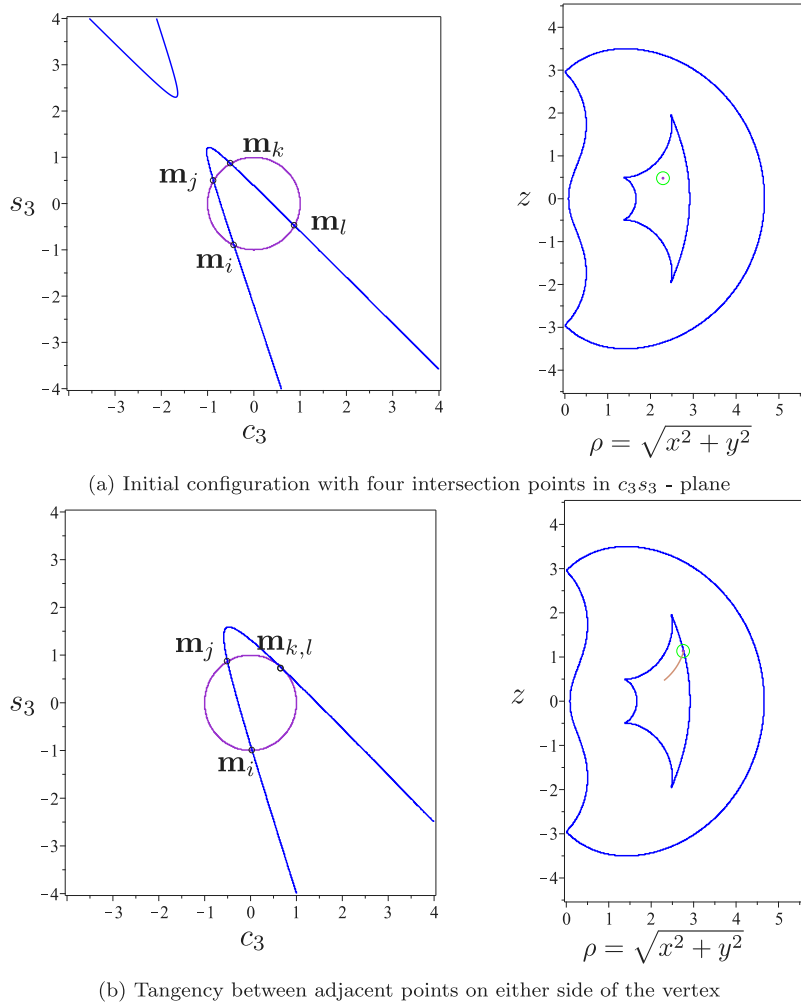 4
3
2
1
0
−1
−2
−3
−4
s₃
−3 −2 −1 0 1 2 3 4
c₃
m_k
m_j
m_l
m_i
4
3
2
1
0
−1
−2
−3
−4
z
0 1 2 3 4 5
ρ = √(x² + y²)
(a) Initial configuration with four intersection points in c₃s₃ - plane
4
3
2
1
0
−1
−2
−3
−4
s₃
−3 −2 −1 0 1 2 3 4
c₃
m_j
m_{k,l}
m_i
4
3
2
1
0
−1
−2
−3
−4
z
0 1 2 3 4 5
ρ = √(x² + y²)
(b) Tangency between adjacent points on either side of the vertex